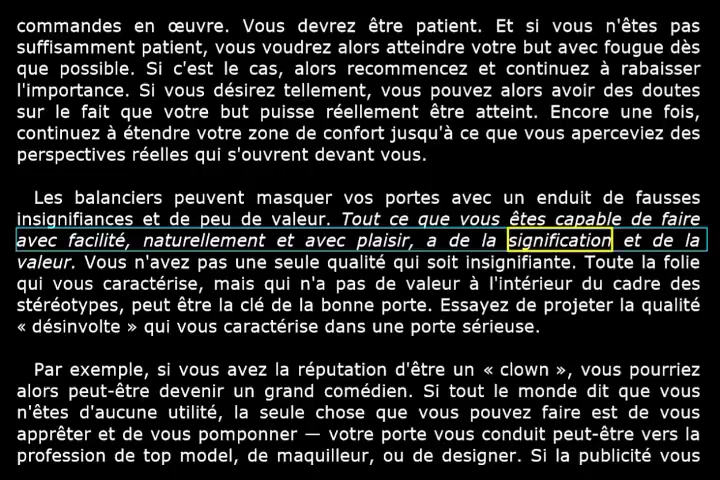 commandes en œuvre. Vous devrez être patient. Et si vous n'êtes pas
suffisamment patient, vous voudrez alors atteindre votre but avec fougue dès
que possible. Si c'est le cas, alors recommencez et continuez à rabaisser
l'importance. Si vous désirez tellement, vous pouvez alors avoir des doutes
sur le fait que votre but puisse réellement être atteint. Encore une fois,
continuez à étendre votre zone de confort jusqu'à ce que vous aperceviez des
perspectives réelles qui s'ouvrent devant vous.
Les balanciers peuvent masquer vos portes avec un enduit de fausses
insignifiances et de peu de valeur. Tout ce que vous êtes capable de faire
avec facilité, naturellement et avec plaisir, a de la signification et de la
valeur. Vous n'avez pas une seule qualité qui soit insignifiante. Toute la folie
qui vous caractérise, mais qui n'a pas de valeur à l'intérieur du cadre des
stéréotypes, peut être la clé de la bonne porte. Essayez de projeter la qualité
« désinvolte » qui vous caractérise dans une porte sérieuse.
Par exemple, si vous avez la réputation d'être un « clown », vous pourriez
alors peut-être devenir un grand comédien. Si tout le monde dit que vous
n'êtes d'aucune utilité, la seule chose que vous pouvez faire est de vous
apprêter et de vous pomponner — votre porte vous conduit peut-être vers la
profession de top model, de maquilleur, ou de designer. Si la publicité vous